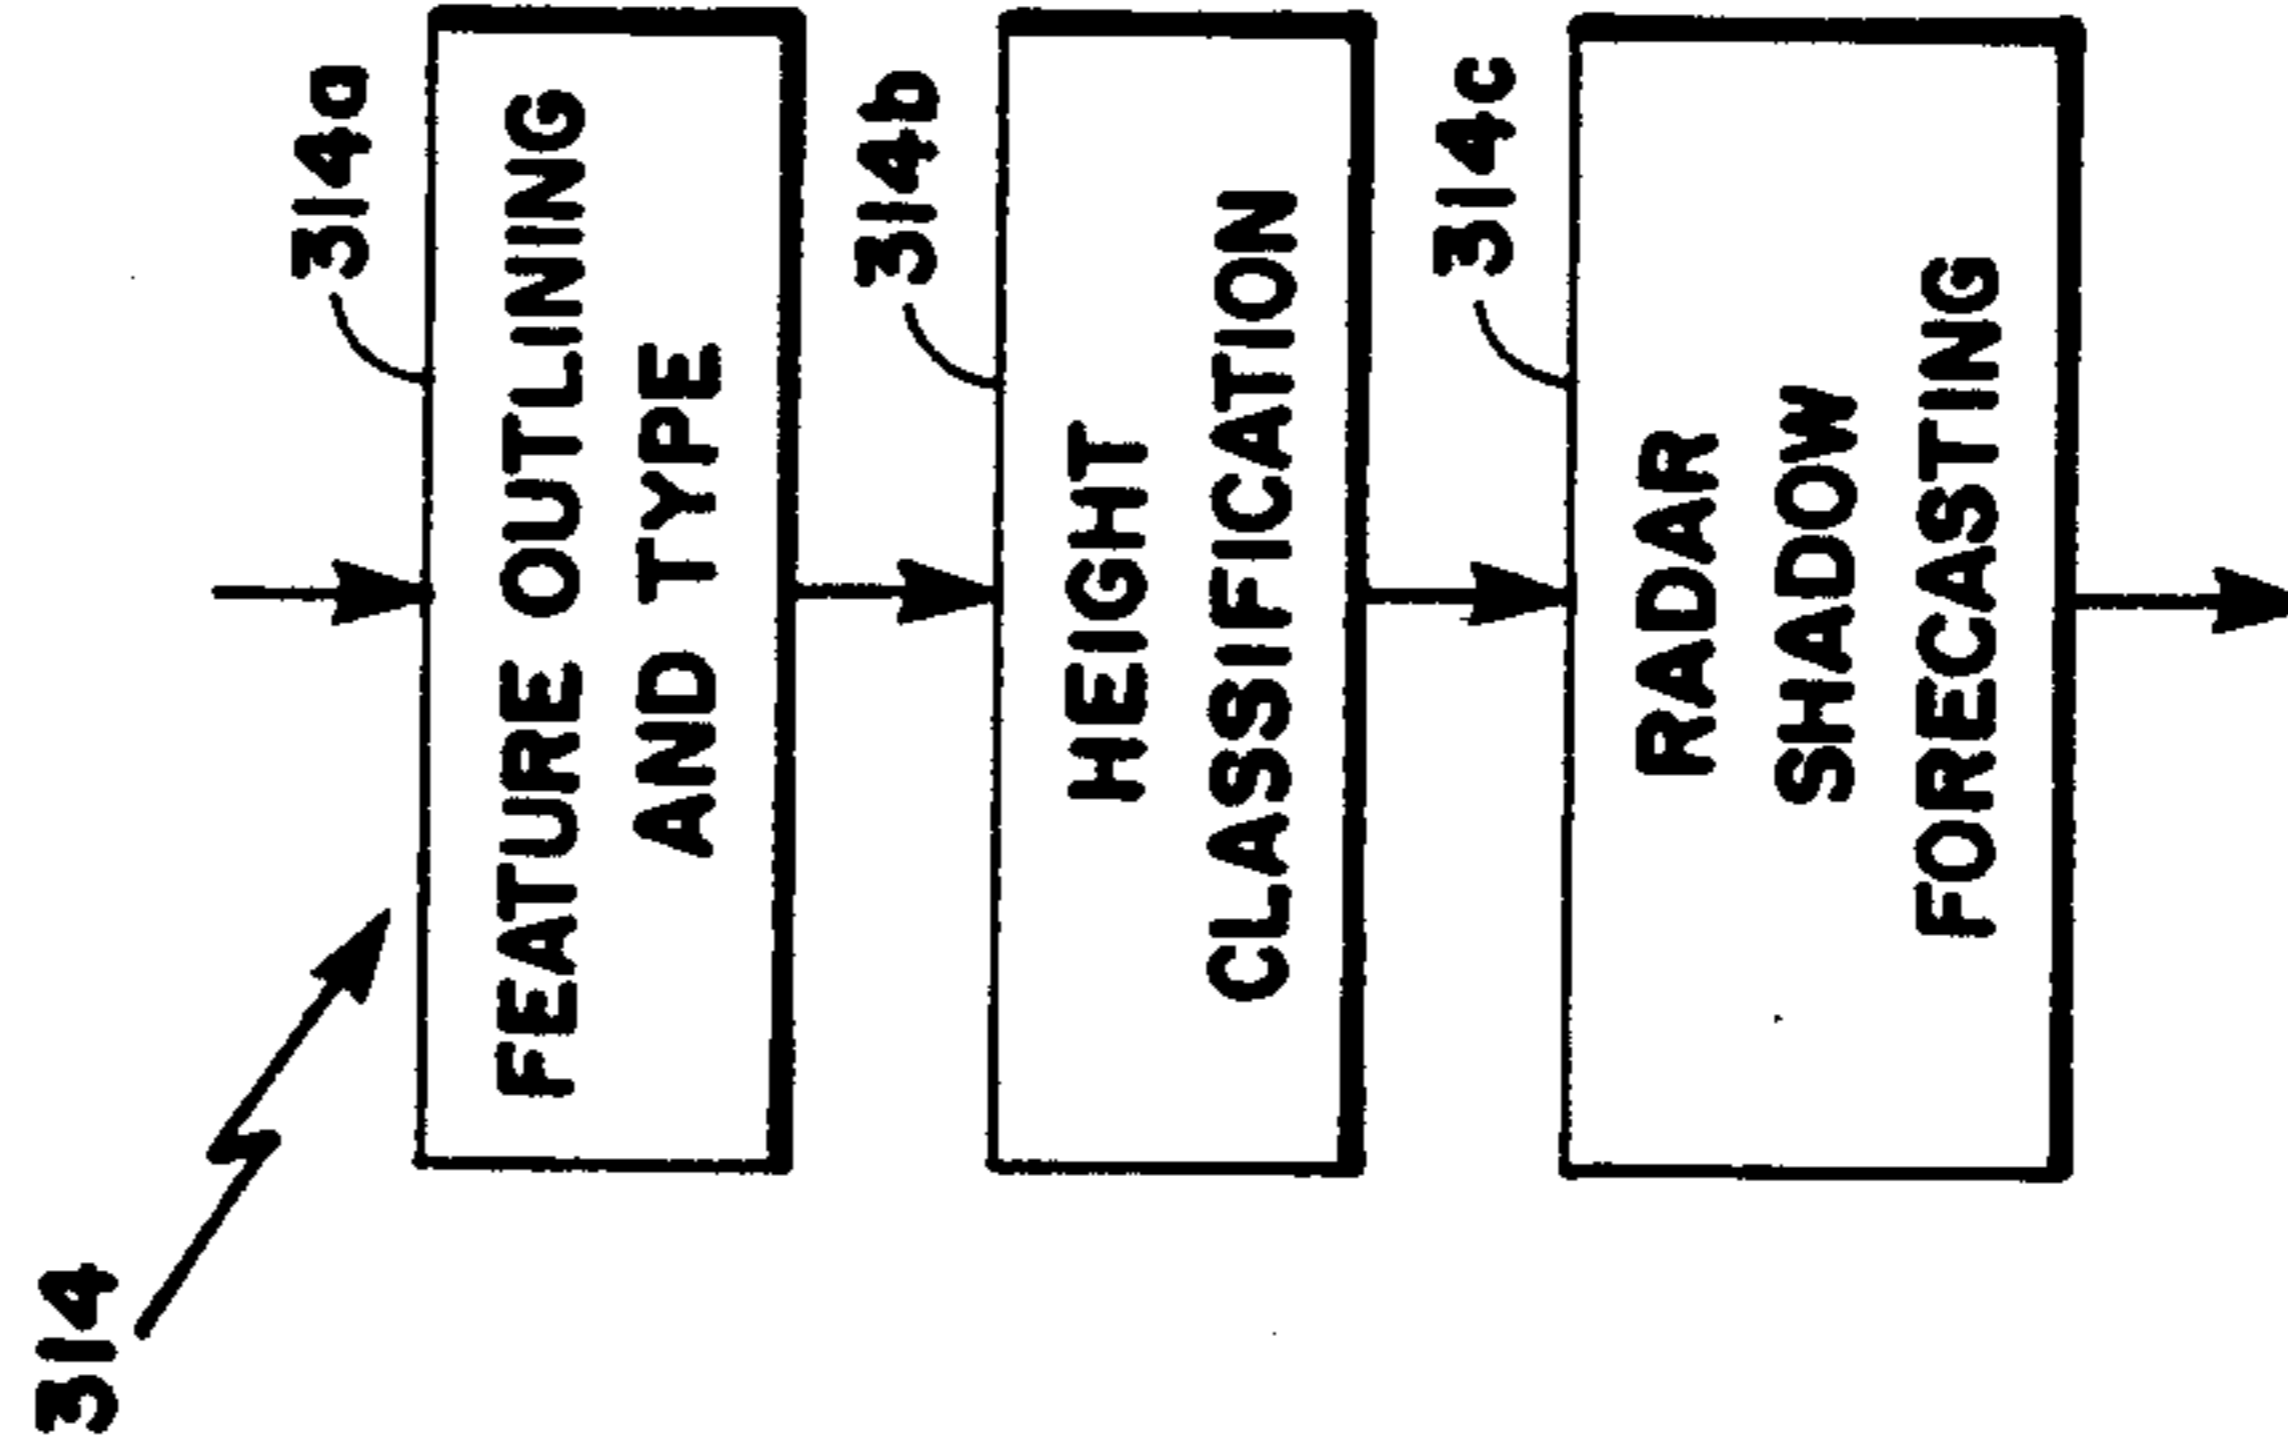 314
314a
FEATURE OUTLINING
AND TYPE
314b
HEIGHT
CLASSIFICATION
314c
RADAR
SHADOW
FORECASTING